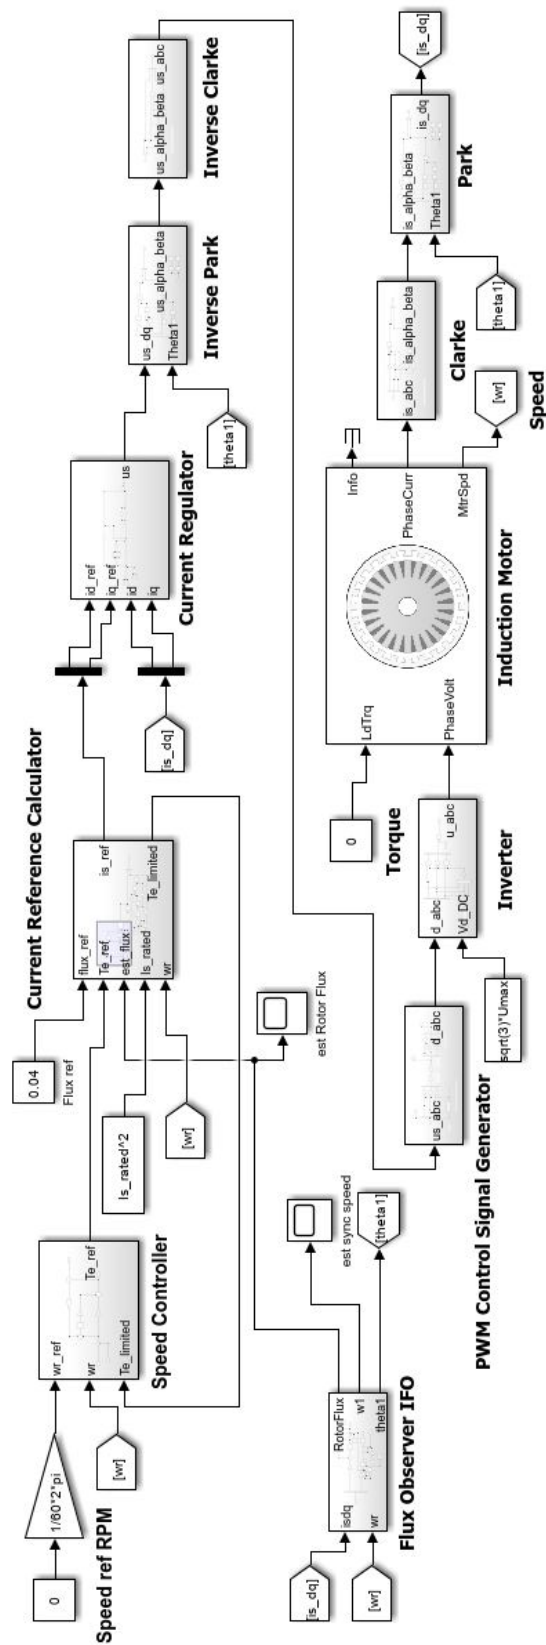 0
1/60*2*pi
Speed ref RPM
[wr]
wr_ref
wr
Te_limited
Te_ref
Speed Controller
0.04
Flux ref
Is_rated^2
[wr]
Current Reference Calculator
flux_ref
Te_ref
est_flux
Is_rated
wr
is_ref
Te_limited
est Rotor Flux
[is_dq]
id_ref
iq_ref
id
iq
us
Current Regulator
[theta1]
us_dq
Theta1
us_alpha_beta
Inverse Park
us_alpha_beta
us_abc
Inverse Clarke
[is_dq]
[wr]
isdq
wr
RotorFlux
w1
theta1
Flux Observer IFO
est sync speed
[theta1]
us_abc
d_abc
PWM Control Signal Generator
sqrt(3)*Umax
d_abc
Vd_DC
u_abc
Inverter
0
Torque
LdTrq
PhaseVolt
Info
PhaseCurr
MtrSpd
Induction Motor
[wr]
Speed
is_abc
is_alpha_beta
Clarke
[theta1]
is_alpha_beta
Theta1
is_dq
Park
[is_dq]